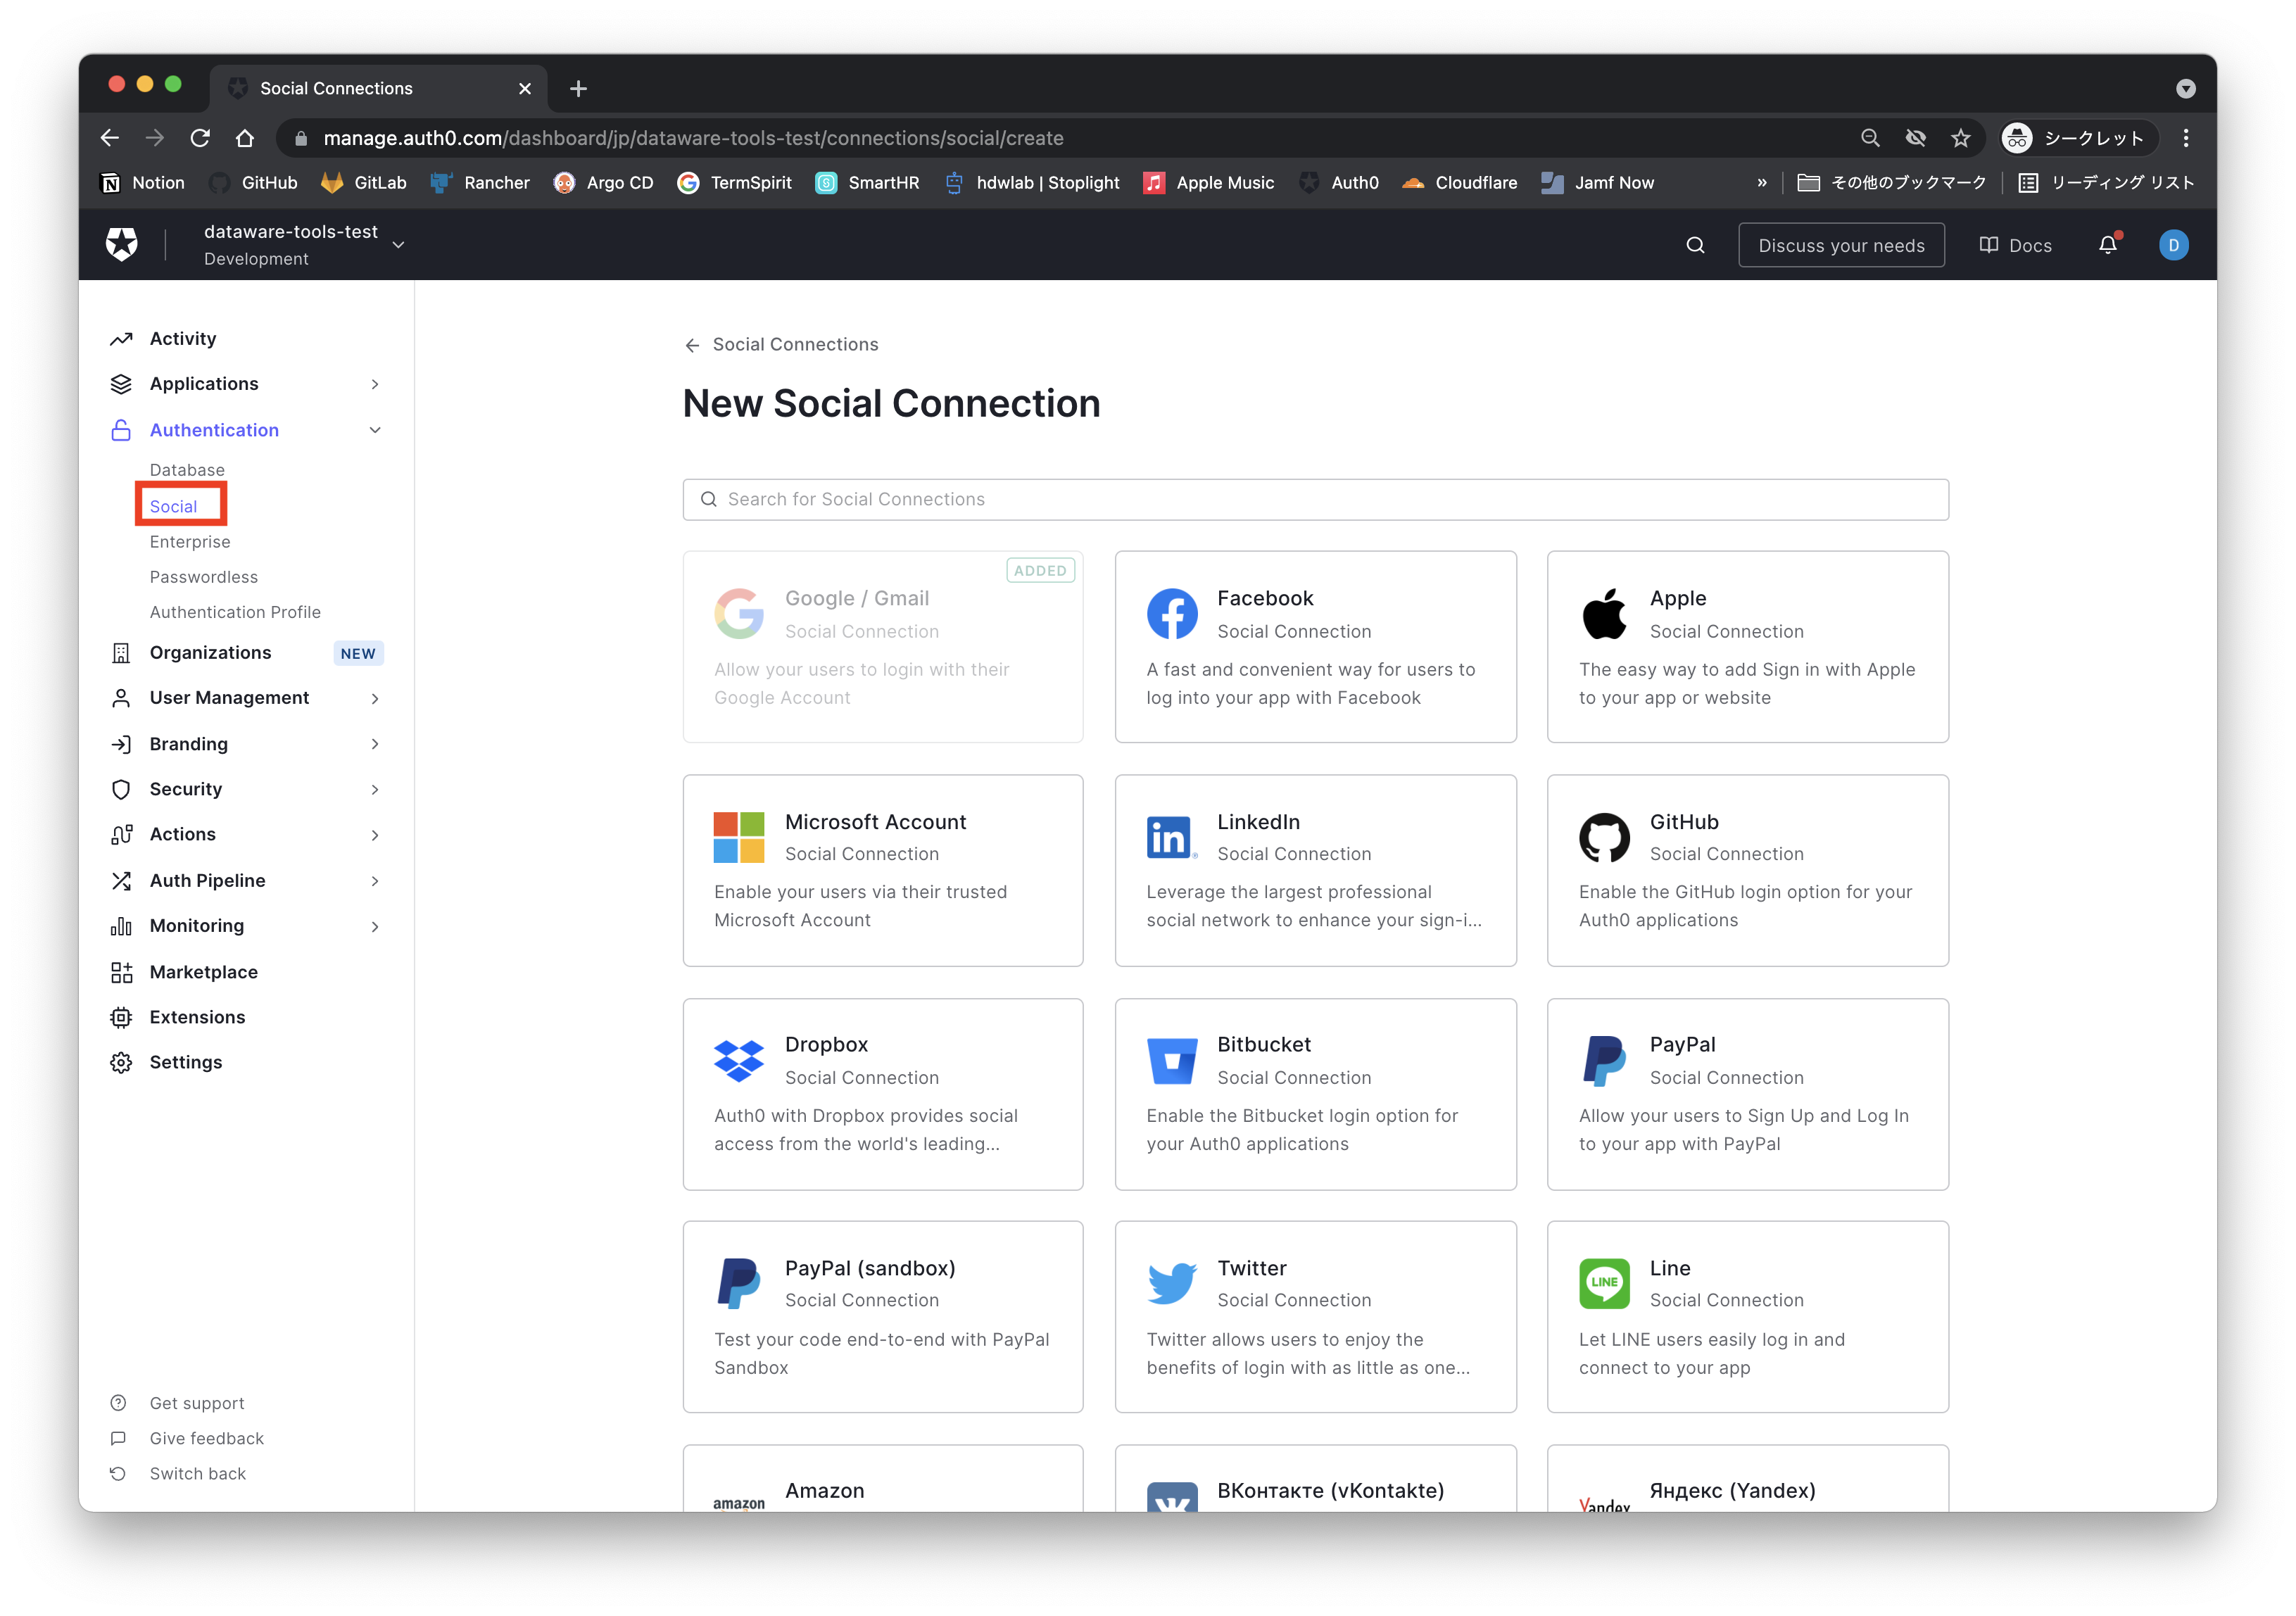 Social Connections
manage.auth0.com/dashboard/jp/dataware-tools-test/connections/social/create
シークレット
Notion
GitHub
GitLab
Rancher
Argo CD
TermSpirit
SmartHR
hdwlab | Stoplight
Apple Music
Auth0
Cloudflare
Jamf Now
»
その他のブックマーク
リーディング リスト
dataware-tools-test
Development
Discuss your needs
Docs
D
Activity
Applications
Authentication
Database
Social
Enterprise
Passwordless
Authentication Profile
Organizations
NEW
User Management
Branding
Security
Actions
Auth Pipeline
Monitoring
Marketplace
Extensions
Settings
Get support
Give feedback
Switch back
Social Connections
New Social Connection
Search for Social Connections
ADDED
Google / Gmail
Social Connection
Allow your users to login with their
Google Account
Facebook
Social Connection
A fast and convenient way for users to
log into your app with Facebook
Apple
Social Connection
The easy way to add Sign in with Apple
to your app or website
Microsoft Account
Social Connection
Enable your users via their trusted
Microsoft Account
in
LinkedIn
Social Connection
Leverage the largest professional
social network to enhance your sign-i...
GitHub
Social Connection
Enable the GitHub login option for your
Auth0 applications
Dropbox
Social Connection
Auth0 with Dropbox provides social
access from the world's leading...
Bitbucket
Social Connection
Enable the Bitbucket login option for
your Auth0 applications
PayPal
Social Connection
Allow your users to Sign Up and Log In
to your app with PayPal
PayPal (sandbox)
Social Connection
Test your code end-to-end with PayPal
Sandbox
Twitter
Social Connection
Twitter allows users to enjoy the
benefits of login with as little as one...
LINE
Line
Social Connection
Let LINE users easily log in and
connect to your app
amazon
Amazon
ВКонтакте (vKontakte)
Yandex
Яндекс (Yandex)